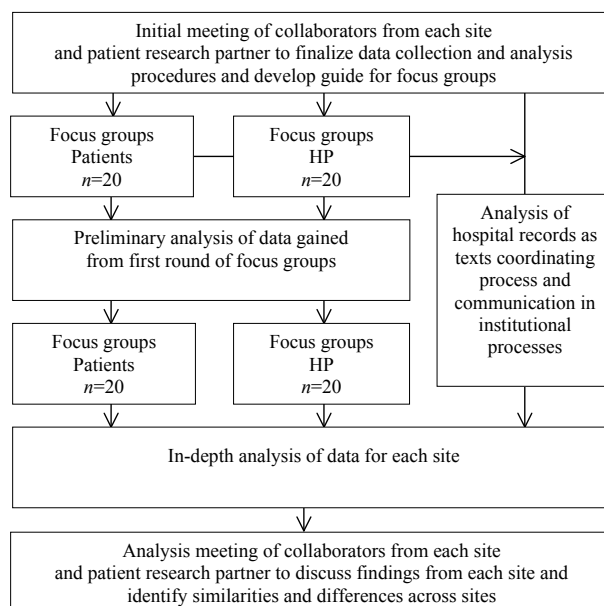 Initial meeting of collaborators from each site
and patient research partner to finalize data collection and analysis
procedures and develop guide for focus groups
Focus groups
Patients
n=20
Focus groups
HP
n=20
Analysis of
hospital records as
texts coordinating
process and
communication in
institutional
processes
Preliminary analysis of data gained
from first round of focus groups
Focus groups
Patients
n=20
Focus groups
HP
n=20
In-depth analysis of data for each site
Analysis meeting of collaborators from each site
and patient research partner to discuss findings from each site and
identify similarities and differences across sites